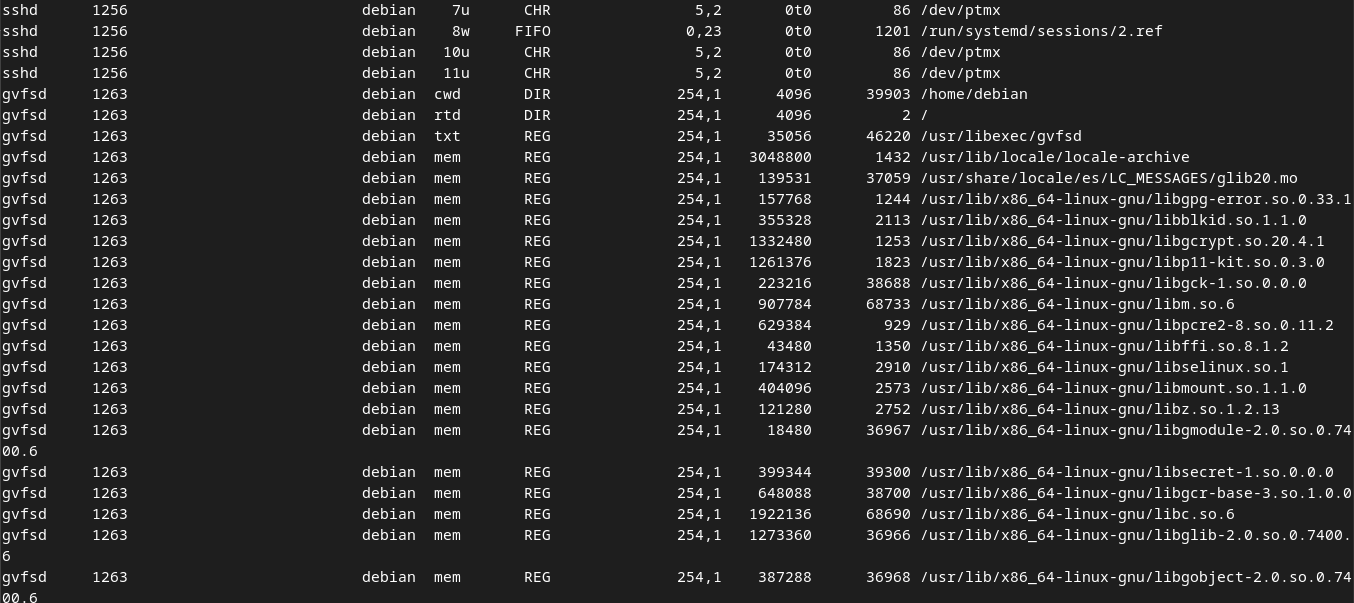 sshd      1256                          debian    7u      CHR                5,2       0t0         86 /dev/ptmx
sshd      1256                          debian    8w     FIFO               0,23       0t0       1201 /run/systemd/sessions/2.ref
sshd      1256                          debian   10u      CHR                5,2       0t0         86 /dev/ptmx
sshd      1256                          debian   11u      CHR                5,2       0t0         86 /dev/ptmx
gvfsd     1263                          debian  cwd       DIR              254,1      4096      39903 /home/debian
gvfsd     1263                          debian  rtd       DIR              254,1      4096          2 /
gvfsd     1263                          debian  txt       REG              254,1     35056      46220 /usr/libexec/gvfsd
gvfsd     1263                          debian  mem       REG              254,1   3048800       1432 /usr/lib/locale/locale-archive
gvfsd     1263                          debian  mem       REG              254,1    139531      37059 /usr/share/locale/es/LC_MESSAGES/glib20.mo
gvfsd     1263                          debian  mem       REG              254,1    157768       1244 /usr/lib/x86_64-linux-gnu/libgpg-error.so.0.33.1
gvfsd     1263                          debian  mem       REG              254,1    355328       2113 /usr/lib/x86_64-linux-gnu/libblkid.so.1.1.0
gvfsd     1263                          debian  mem       REG              254,1   1332480       1253 /usr/lib/x86_64-linux-gnu/libgcrypt.so.20.4.1
gvfsd     1263                          debian  mem       REG              254,1   1261376       1823 /usr/lib/x86_64-linux-gnu/libp11-kit.so.0.3.0
gvfsd     1263                          debian  mem       REG              254,1    223216      38688 /usr/lib/x86_64-linux-gnu/libgck-1.so.0.0.0
gvfsd     1263                          debian  mem       REG              254,1    907784      68733 /usr/lib/x86_64-linux-gnu/libm.so.6
gvfsd     1263                          debian  mem       REG              254,1    629384        929 /usr/lib/x86_64-linux-gnu/libpcre2-8.so.0.11.2
gvfsd     1263                          debian  mem       REG              254,1     43480       1350 /usr/lib/x86_64-linux-gnu/libffi.so.8.1.2
gvfsd     1263                          debian  mem       REG              254,1    174312       2910 /usr/lib/x86_64-linux-gnu/libselinux.so.1
gvfsd     1263                          debian  mem       REG              254,1    404096       2573 /usr/lib/x86_64-linux-gnu/libmount.so.1.1.0
gvfsd     1263                          debian  mem       REG              254,1    121280       2752 /usr/lib/x86_64-linux-gnu/libz.so.1.2.13
gvfsd     1263                          debian  mem       REG              254,1     18480      36967 /usr/lib/x86_64-linux-gnu/libgmodule-2.0.so.0.74
00.6
gvfsd     1263                          debian  mem       REG              254,1    399344      39300 /usr/lib/x86_64-linux-gnu/libsecret-1.so.0.0.0
gvfsd     1263                          debian  mem       REG              254,1    648088      38700 /usr/lib/x86_64-linux-gnu/libgcr-base-3.so.1.0.0
gvfsd     1263                          debian  mem       REG              254,1   1922136      68690 /usr/lib/x86_64-linux-gnu/libc.so.6
gvfsd     1263                          debian  mem       REG              254,1   1273360      36966 /usr/lib/x86_64-linux-gnu/libglib-2.0.so.0.7400.
6
gvfsd     1263                          debian  mem       REG              254,1    387288      36968 /usr/lib/x86_64-linux-gnu/libgobject-2.0.so.0.74
00.6